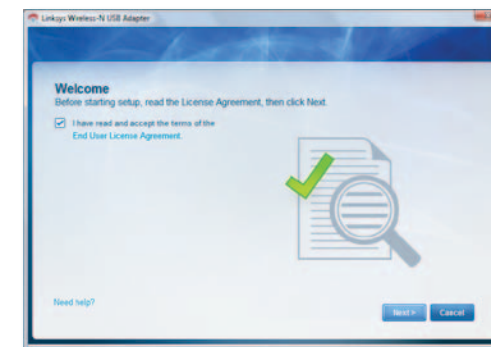 Linksys Wireless-N USB Adapter
Welcome
Before starting setup, read the License Agreement, then click Next.
I have read and accept the terms of the
End User License Agreement.
Need help?
Next >
Cancel